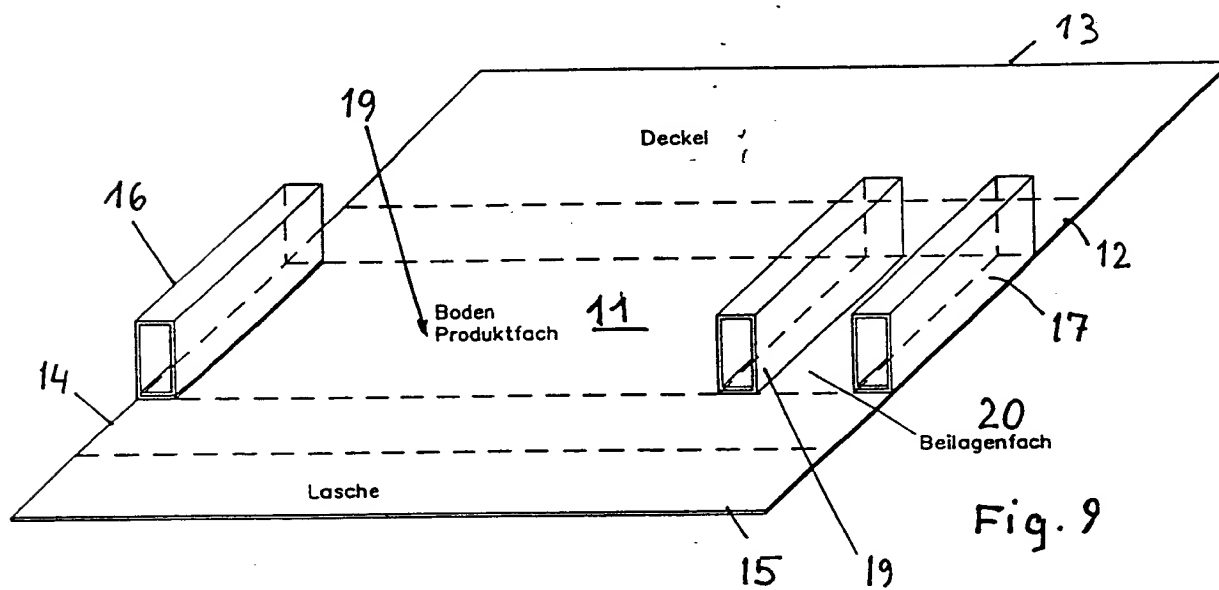 13
19
Deckel
16
12
Boden
Produktfach
11
17
14
20
Beilagenfach
Lasche
Fig. 9
15
19